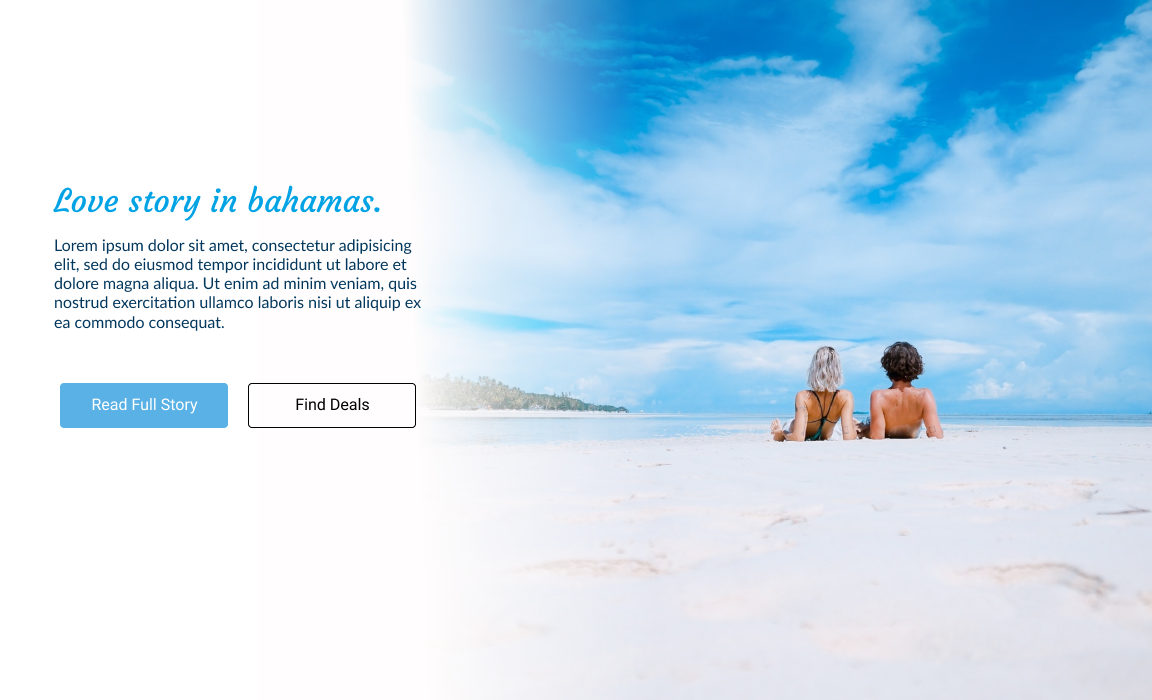 Love story in bahamas.
Lorem ipsum dolor sit amet, consectetur adipisicing
elit, sed do eiusmod tempor incididunt ut labore et
dolore magna aliqua. Ut enim ad minim veniam, quis
nostrud exercitation ullamco laboris nisi ut aliquip ex
ea commodo consequat.
Read Full Story
Find Deals